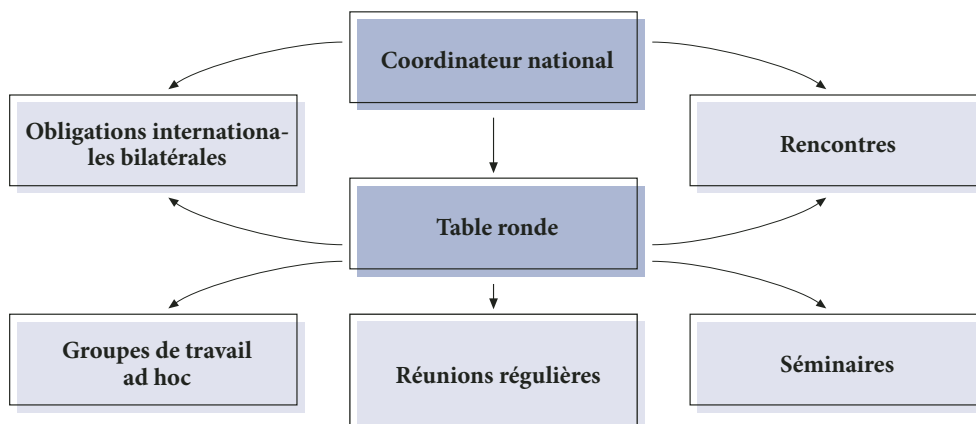 Coordinateur national
Obligations internationa-
les bilatérales
Rencontres
Table ronde
Groupes de travail
ad hoc
Réunions régulières
Séminaires